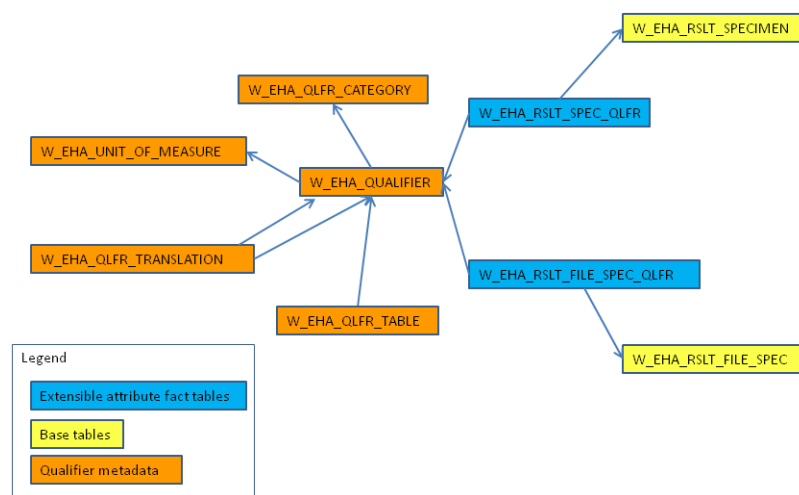 W_EHA_RSLT_SPECIMEN
W_EHA_QLFR_CATEGORY
W_EHA_RSLT_SPEC_QLFR
W_EHA_UNIT_OF_MEASURE
W_EHA_QUALIFIER
W_EHA_QLFR_TRANSLATION
W_EHA_RSLT_FILE_SPEC_QLFR
W_EHA_QLFR_TABLE
W_EHA_RSLT_FILE_SPEC
Legend
Extensible attribute fact tables
Base tables
Qualifier metadata